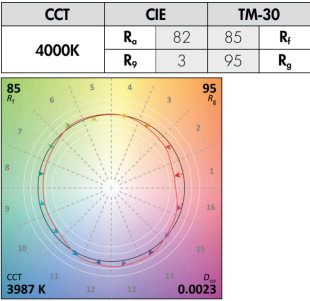 CCT CIE TM-30
4000K Ra 82 85 Rf
R9 3 95 Rg
85 95
Rf Rg
5 4
6 3
7 2
8 1
9 16
10 15
11 12 13 14
CCT Duv
3987 K 0.0023